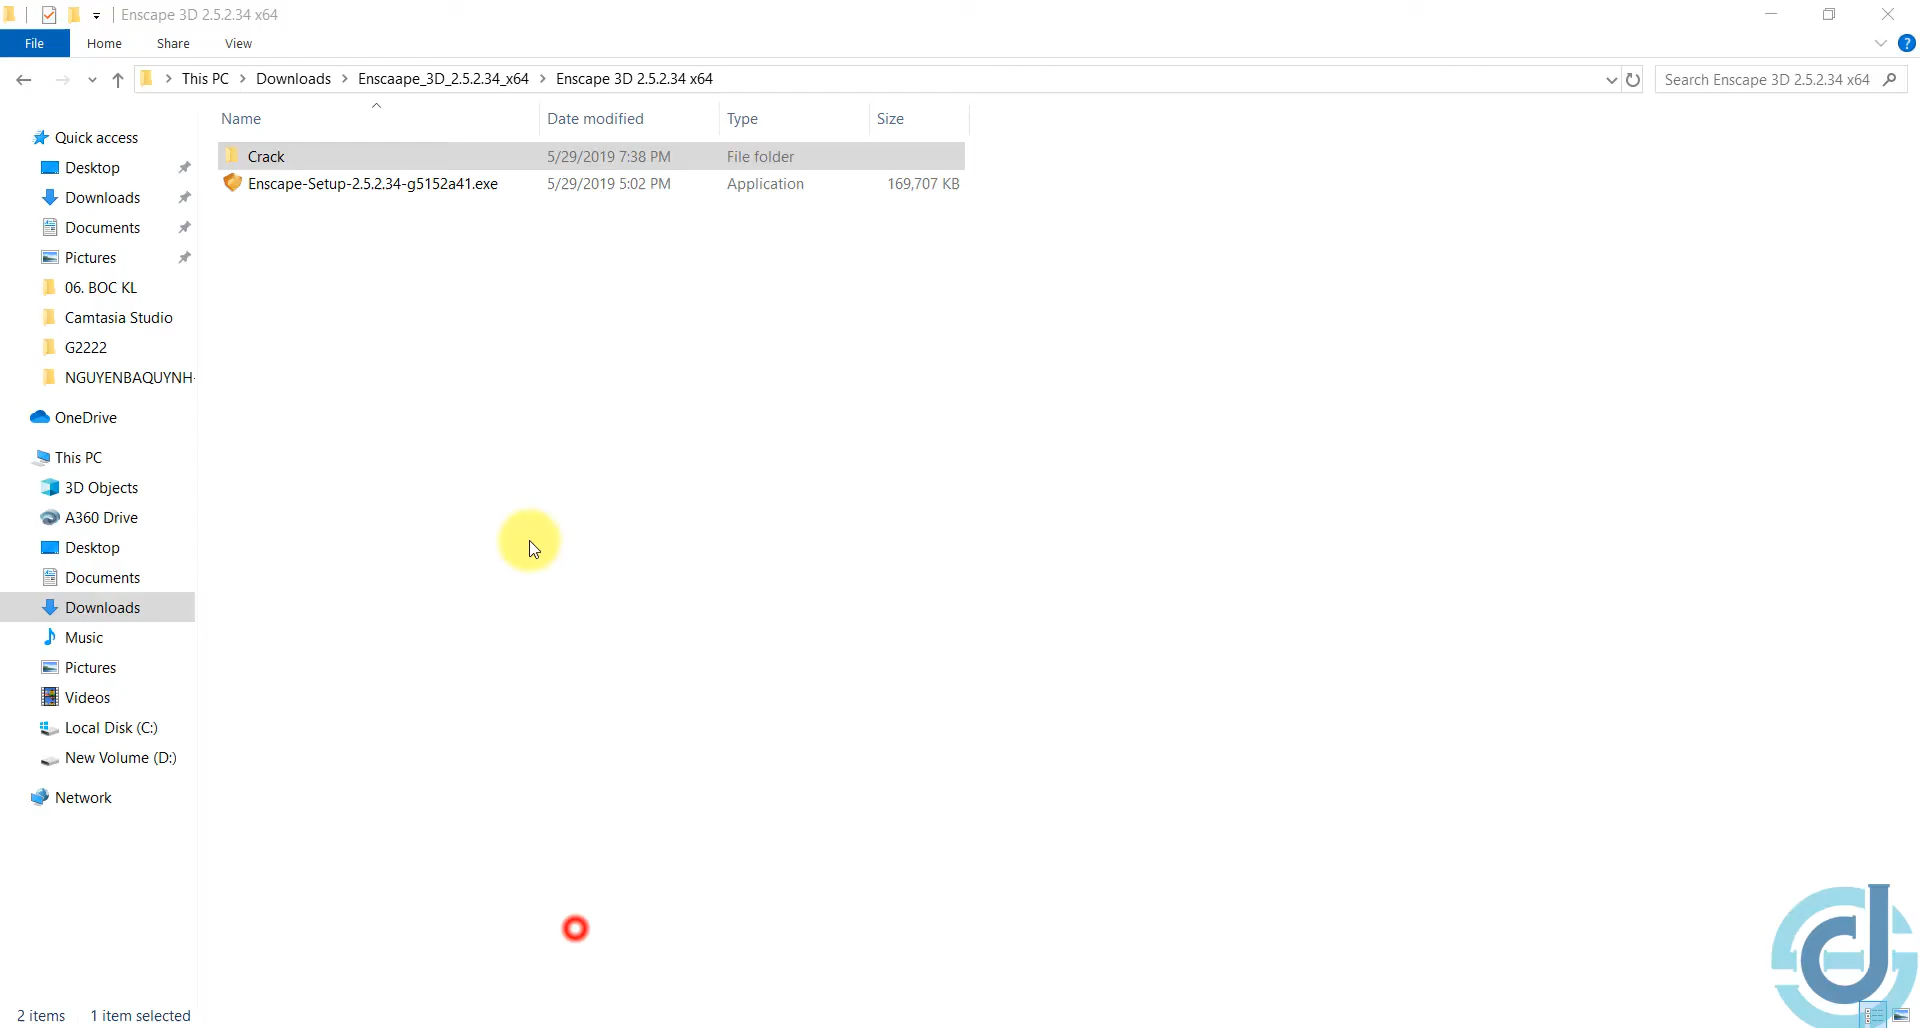 Enscape 3D 2.5.2.34 x64
File Home Share View
This PC Downloads Enscaape_3D_2.5.2.34_x64 Enscape 3D 2.5.2.34 x64
Search Enscape 3D 2.5.2.34 x64
Name Date modified Type Size
Crack 5/29/2019 7:38 PM File folder
Enscape-Setup-2.5.2.34-g5152a41.exe 5/29/2019 5:02 PM Application 169,707 KB
Quick access
Desktop
Downloads
Documents
Pictures
06. BOC KL
Camtasia Studio
G2222
NGUYENBAQUYNH-
OneDrive
This PC
3D Objects
A360 Drive
Desktop
Documents
Downloads
Music
Pictures
Videos
Local Disk (C:)
New Volume (D:)
Network
2 items 1 item selected